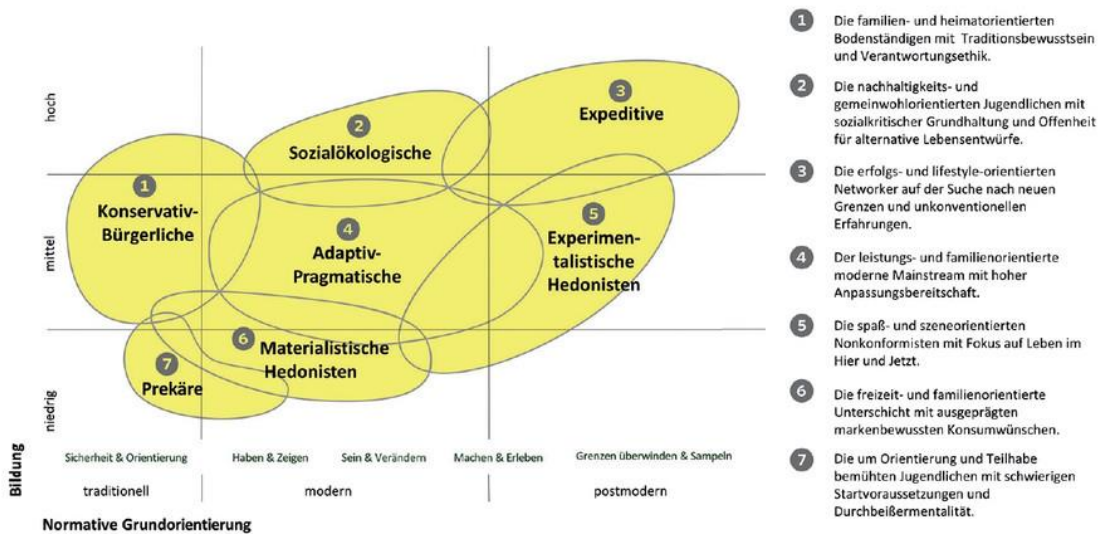 hoch
mittel
niedrig
Bildung
1
Konservativ-
Bürgerliche
2
Sozialökologische
3
Expeditive
4
Adaptiv-
Pragmatische
5
Experimen-
talistische
Hedonisten
6
Materialistische
Hedonisten
7
Prekäre
Sicherheit & Orientierung
Haben & Zeigen
Sein & Verändern
Machen & Erleben
Grenzen überwinden & Sampeln
traditionell
modern
postmodern
Normative Grundorientierung
1
Die familien- und heimatorientierten
Bodenständigen mit Traditionsbewusstsein
und Verantwortungsethik.
2
Die nachhaltigkeits- und
gemeinwohlorientierten Jugendlichen mit
sozialkritischer Grundhaltung und Offenheit
für alternative Lebensentwürfe.
3
Die erfolgs- und lifestyle-orientierten
Networker auf der Suche nach neuen
Grenzen und unkonventionellen
Erfahrungen.
4
Der leistungs- und familienorientierte
moderne Mainstream mit hoher
Anpassungsbereitschaft.
5
Die spaß- und szeneorientierten
Nonkonformisten mit Fokus auf Leben im
Hier und Jetzt.
6
Die freizeit- und familienorientierte
Unterschicht mit ausgeprägten
markenbewussten Konsumwünschen.
7
Die um Orientierung und Teilhabe
bemühten Jugendlichen mit schwierigen
Startvoraussetzungen und
Durchbeißermentalität.